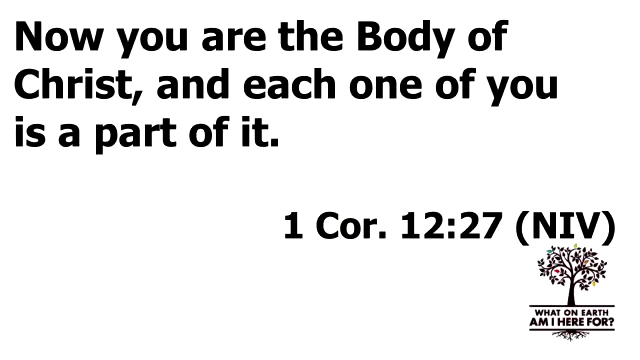 Now you are the Body of
Christ, and each one of you
is a part of it.
1 Cor. 12:27 (NIV)
WHAT ON EARTH
AM I HERE FOR?